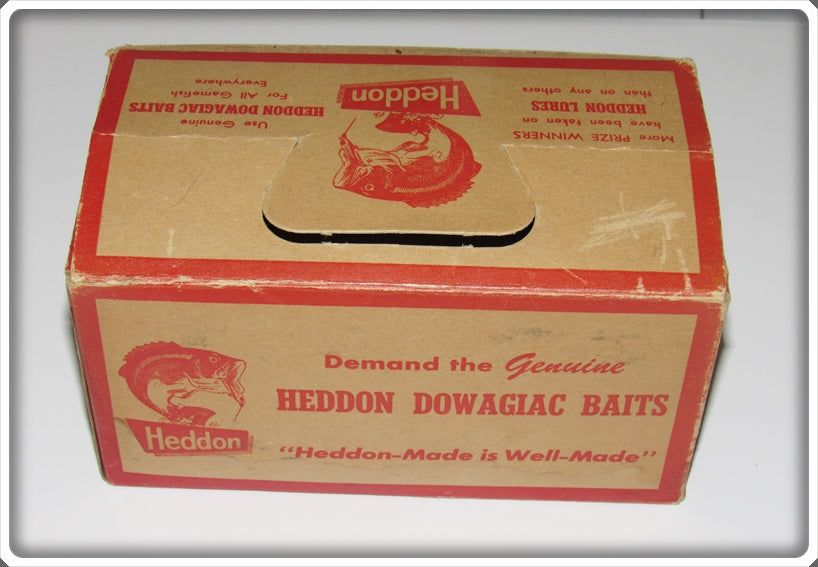 Use Genuine
HEDDON DOWAGIAC BAITS
For All Gamefish
Everywhere
Heddon
More PRIZE WINNERS
have been taken on
HEDDON LURES
than on any others
Demand the Genuine
HEDDON DOWAGIAC BAITS
"Heddon-Made is Well-Made"
Heddon